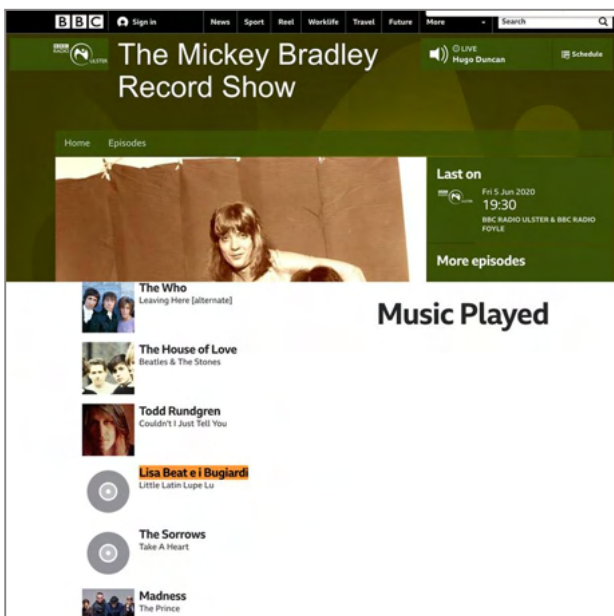 BBC Sign in News Sport Reel Worklife Travel Future More Search
BBC RADIO ULSTER
The Mickey Bradley
Record Show
LIVE
Hugo Duncan
Schedule
Home Episodes
Last on
Fri 5 Jun 2020
19:30
BBC RADIO ULSTER & BBC RADIO
FOYLE
More episodes
Music Played
The Who
Leaving Here [alternate]
The House of Love
Beatles & The Stones
Todd Rundgren
Couldn't I Just Tell You
Lisa Beat e i Bugiardi
Little Latin Lupe Lu
The Sorrows
Take A Heart
Madness
The Prince